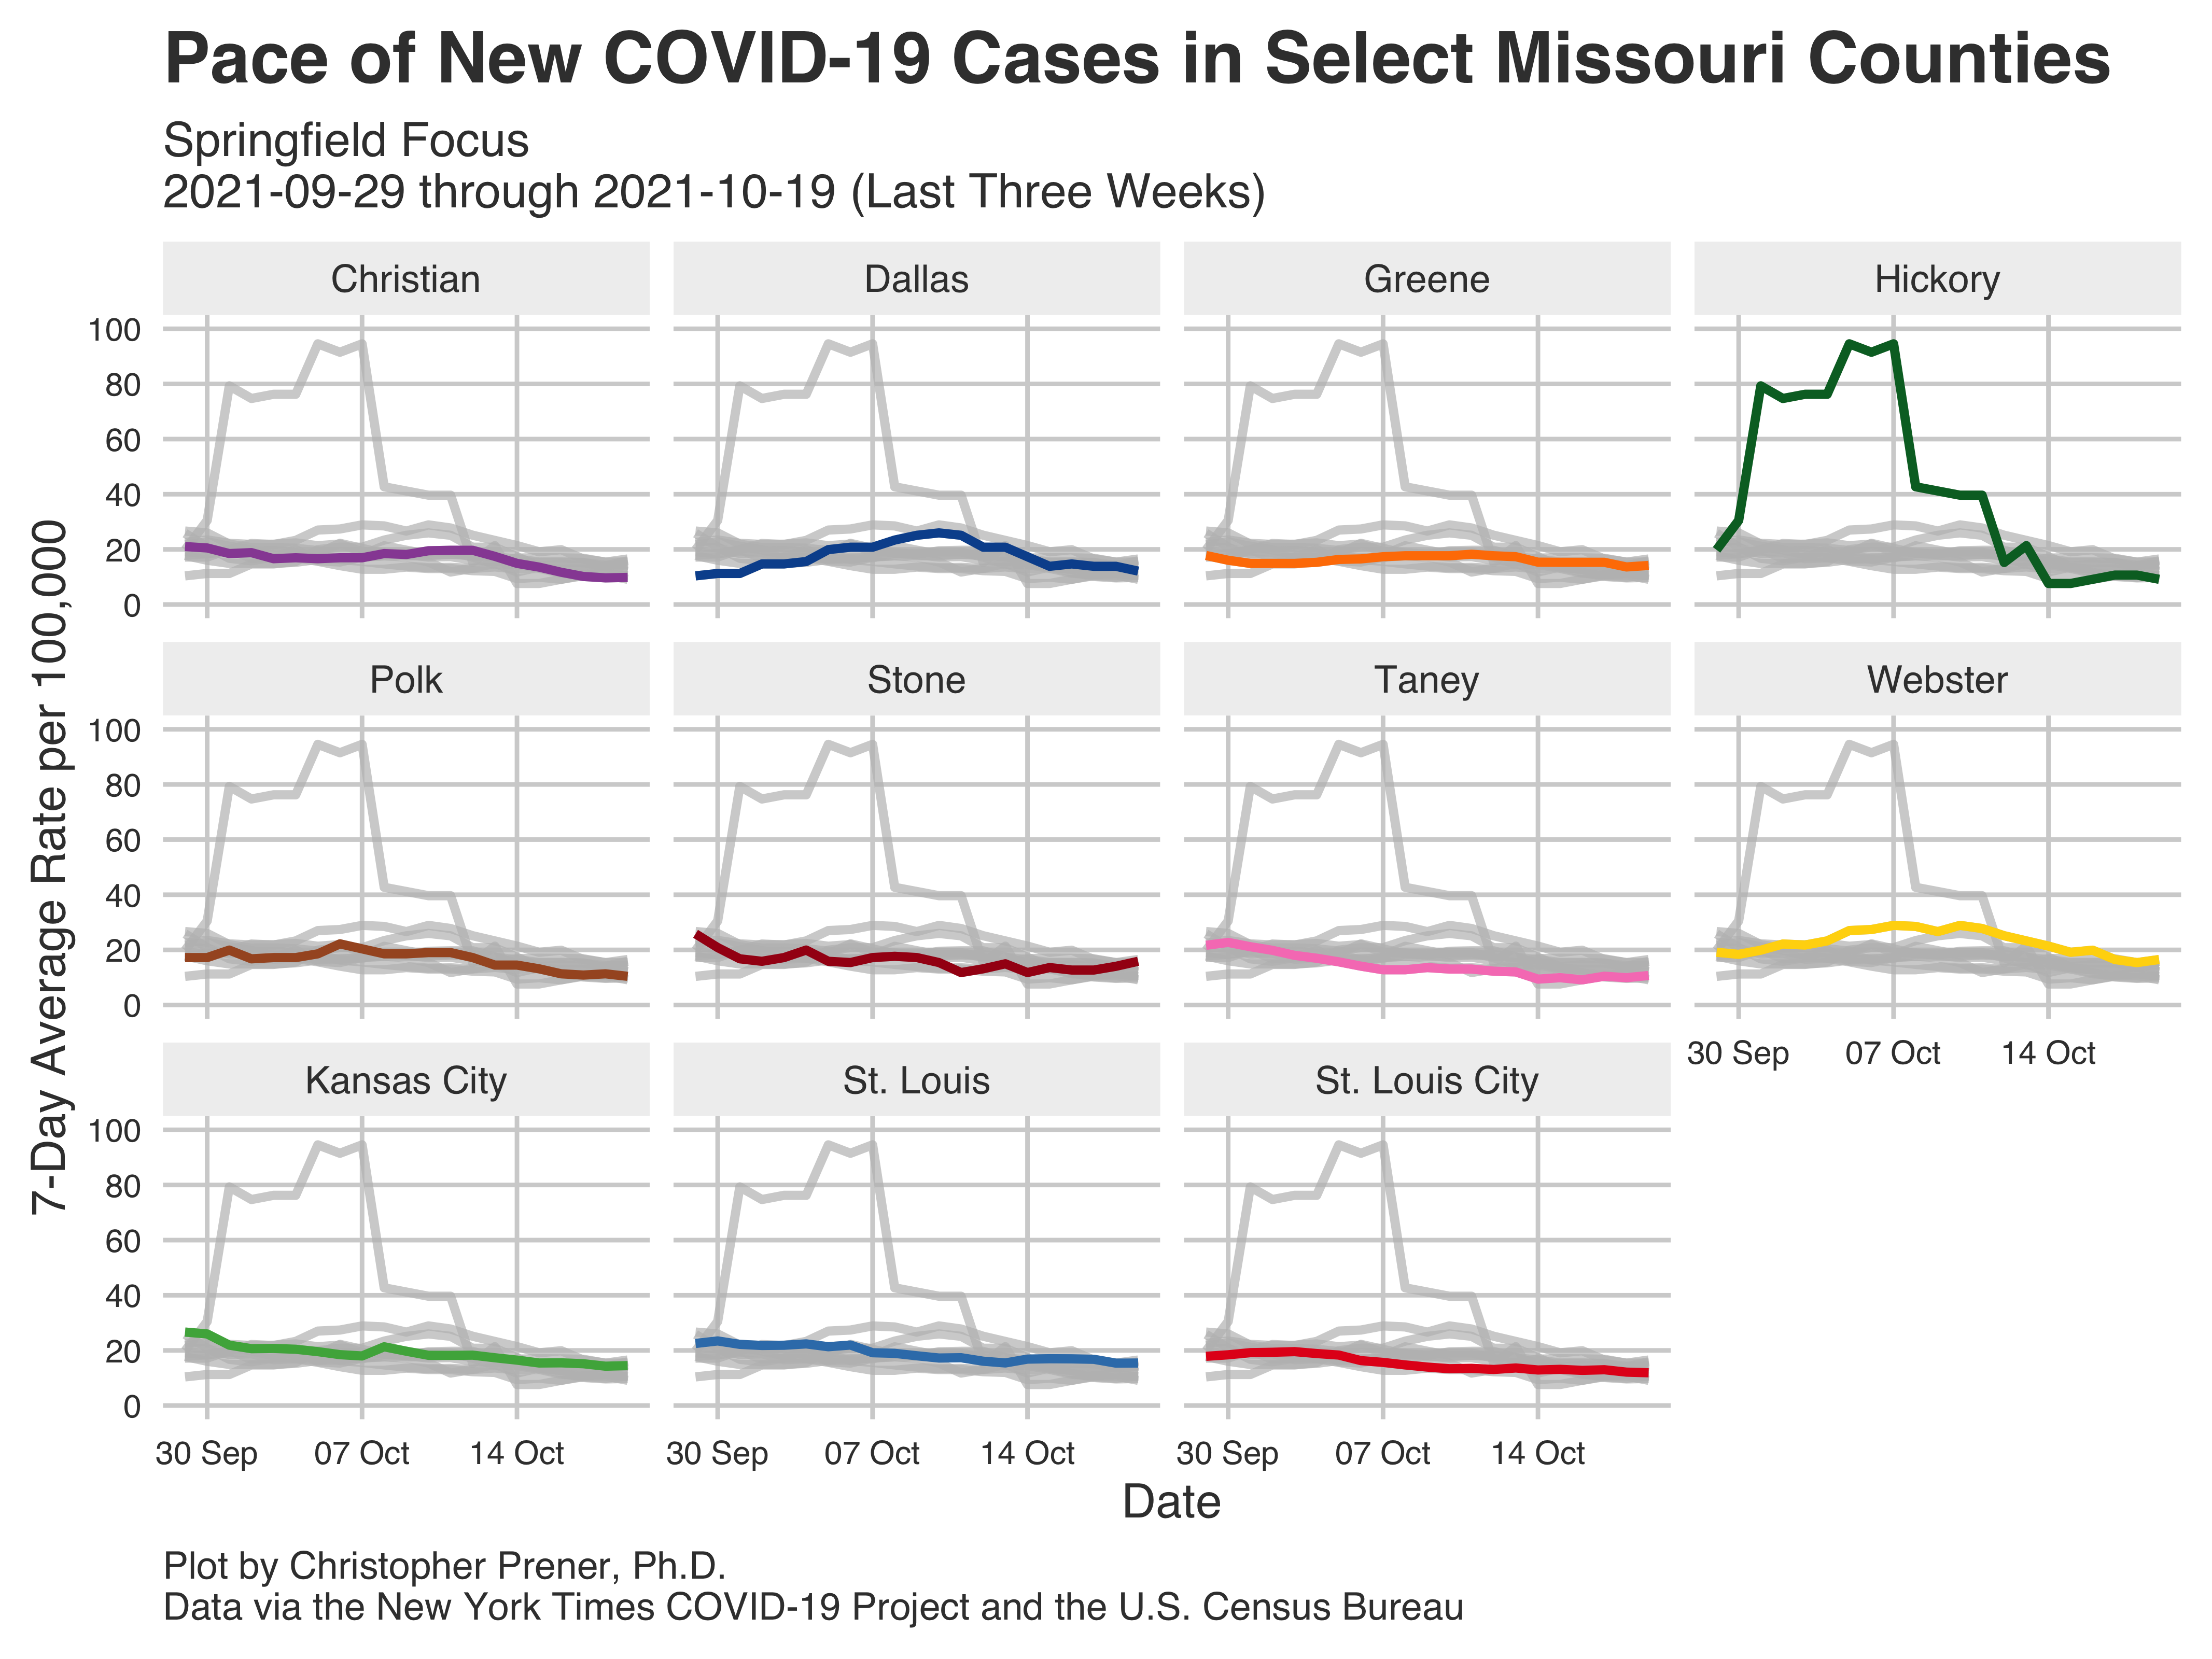 Pace of New COVID-19 Cases in Select Missouri Counties
Springfield Focus
2021-09-29 through 2021-10-19 (Last Three Weeks)
7-Day Average Rate per 100,000
Christian
Dallas
Greene
Hickory
100
80
60
40
20
0
Polk
Stone
Taney
Webster
100
80
60
40
20
0
30 Sep
07 Oct
14 Oct
Kansas City
St. Louis
St. Louis City
100
80
60
40
20
0
30 Sep
07 Oct
14 Oct
30 Sep
07 Oct
14 Oct
30 Sep
07 Oct
14 Oct
Date
Plot by Christopher Prener, Ph.D.
Data via the New York Times COVID-19 Project and the U.S. Census Bureau